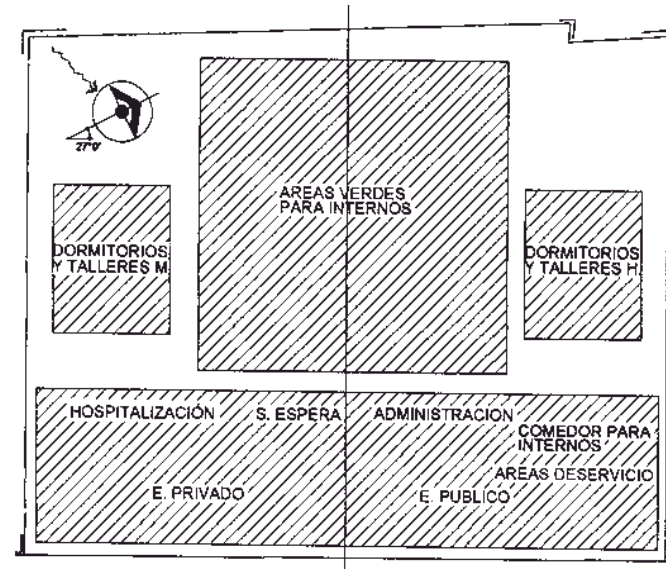 27°0'
AREAS VERDES
PARA INTERNOS
DORMITORIOS
Y TALLERES M
DORMITORIOS
Y TALLERES H
HOSPITALIZACIÓN
S. ESPERA
ADMINISTRACION
COMEDOR PARA
INTERNOS
AREAS DESERVICIO
E. PRIVADO
E. PUBLICO